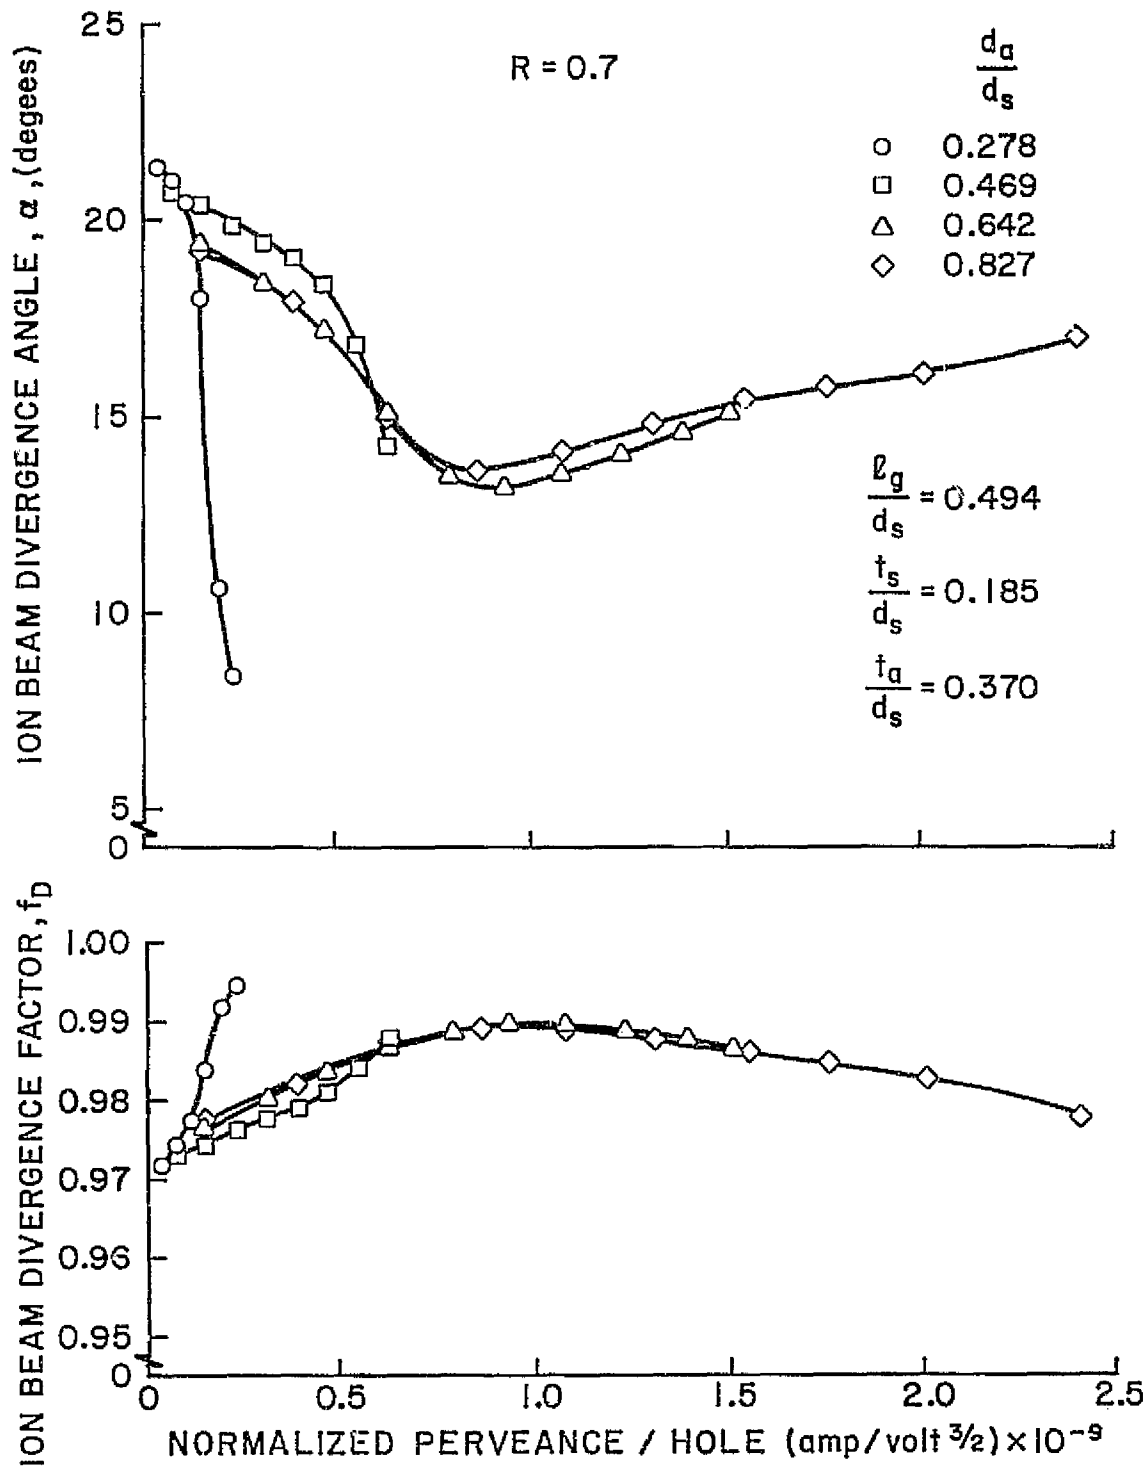 25
20
15
10
5
0
ION BEAM DIVERGENCE ANGLE, α, (degees)
R = 0.7
da
ds
0.278
0.469
0.642
0.827
ℓg/ds = 0.494
ts/ds = 0.185
ta/ds = 0.370
1.00
0.99
0.98
0.97
0.96
0.95
0
ION BEAM DIVERGENCE FACTOR, fD
0 0.5 1.0 1.5 2.0 2.5
NORMALIZED PERVEANCE / HOLE (amp/volt 3/2) × 10⁻⁹